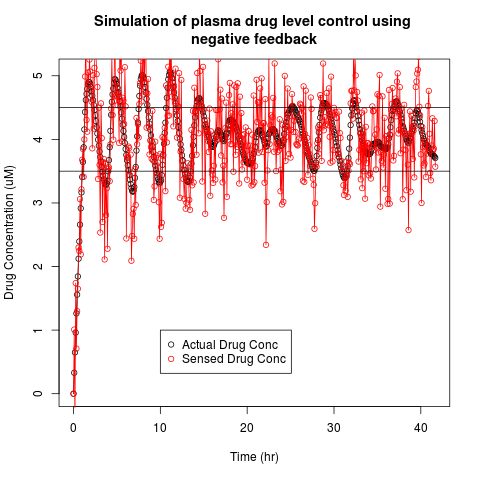 Simulation of plasma drug level control using
negative feedback
Drug Concentration (uM)
5
4
3
2
1
0
Actual Drug Conc
Sensed Drug Conc
0 10 20 30 40
Time (hr)